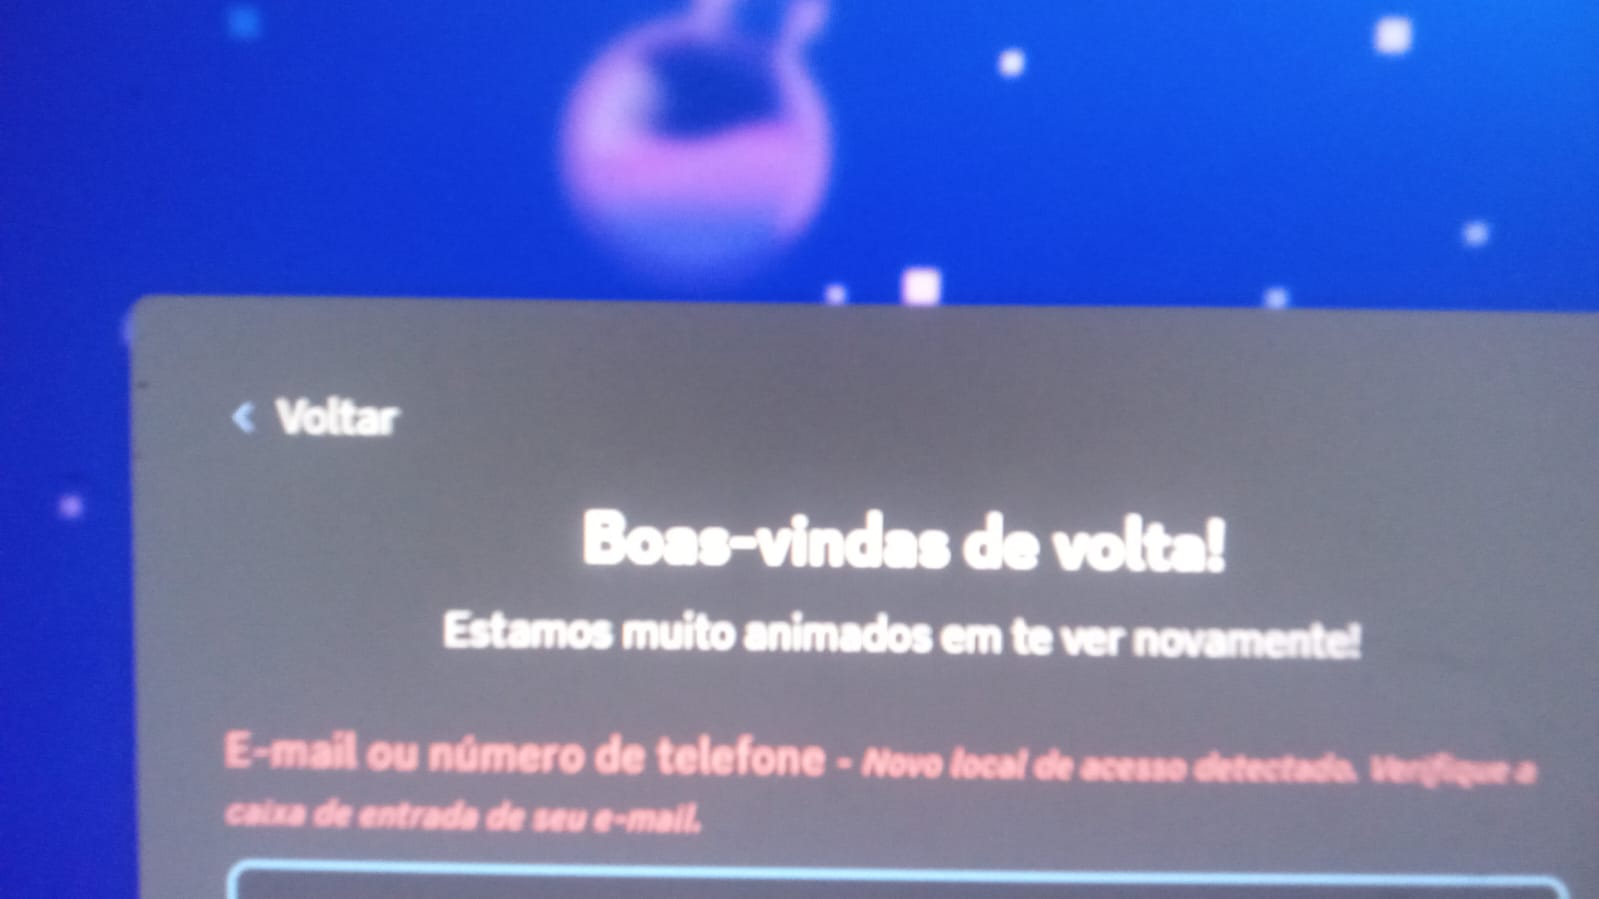 Voltar
Boas-vindas de volta!
Estamos muito animados em te ver novamente!
E-mail ou número de telefone - Novo local de acesso detectado. Verifique a
caixa de entrada de seu e-mail.